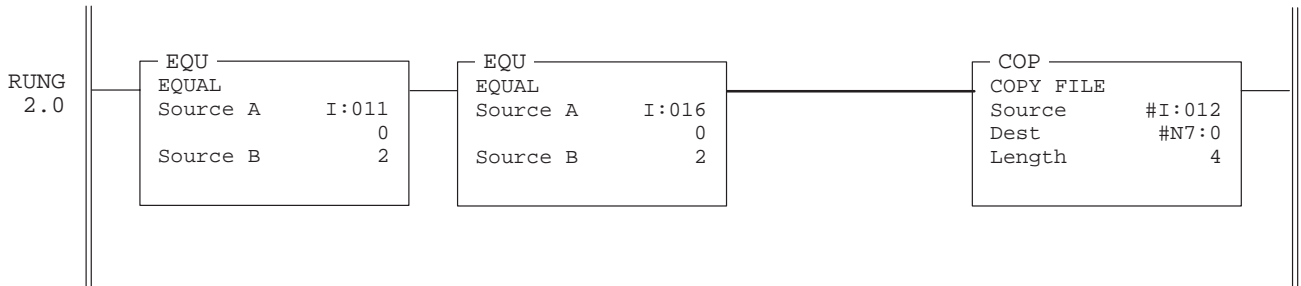 RUNG
2.0
EQU
EQUAL
Source A I:011
0
Source B 2
EQU
EQUAL
Source A I:016
0
Source B 2
COP
COPY FILE
Source #I:012
Dest #N7:0
Length 4